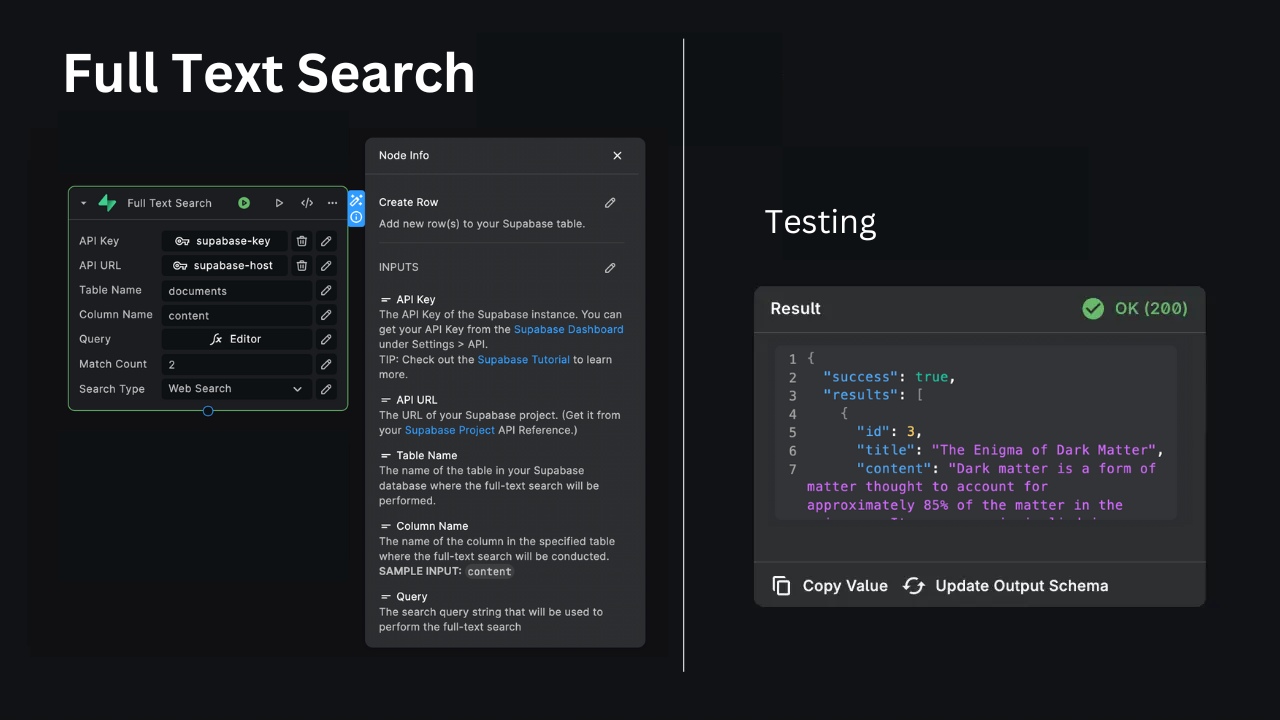 Full Text Search
Full Text Search
API Key supabase-key
API URL supabase-host
Table Name documents
Column Name content
Query fx Editor
Match Count 2
Search Type Web Search
Node Info
Create Row
Add new row(s) to your Supabase table.
INPUTS
API Key
The API Key of the Supabase instance. You can
get your API Key from the Supabase Dashboard
under Settings > API.
TIP: Check out the Supabase Tutorial to learn
more.
API URL
The URL of your Supabase project. (Get it from
your Supabase Project API Reference.)
Table Name
The name of the table in your Supabase
database where the full-text search will be
performed.
Column Name
The name of the column in the specified table
where the full-text search will be conducted.
SAMPLE INPUT: content
Query
The search query string that will be used to
perform the full-text search
Testing
Result OK (200)
1 {
2 "success": true,
3 "results": [
4 {
5 "id": 3,
6 "title": "The Enigma of Dark Matter",
7 "content": "Dark matter is a form of
matter thought to account for
approximately 85% of the matter in the
Copy Value Update Output Schema